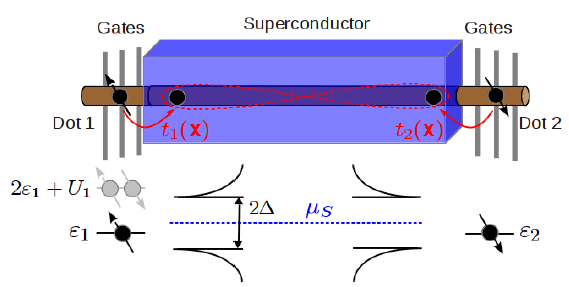 Superconductor
Gates
Gates
Dot 1
t₁(x)
t₂(x)
Dot 2
2ε₁ + U₁
2Δ
μ_S
ε₁
ε₂